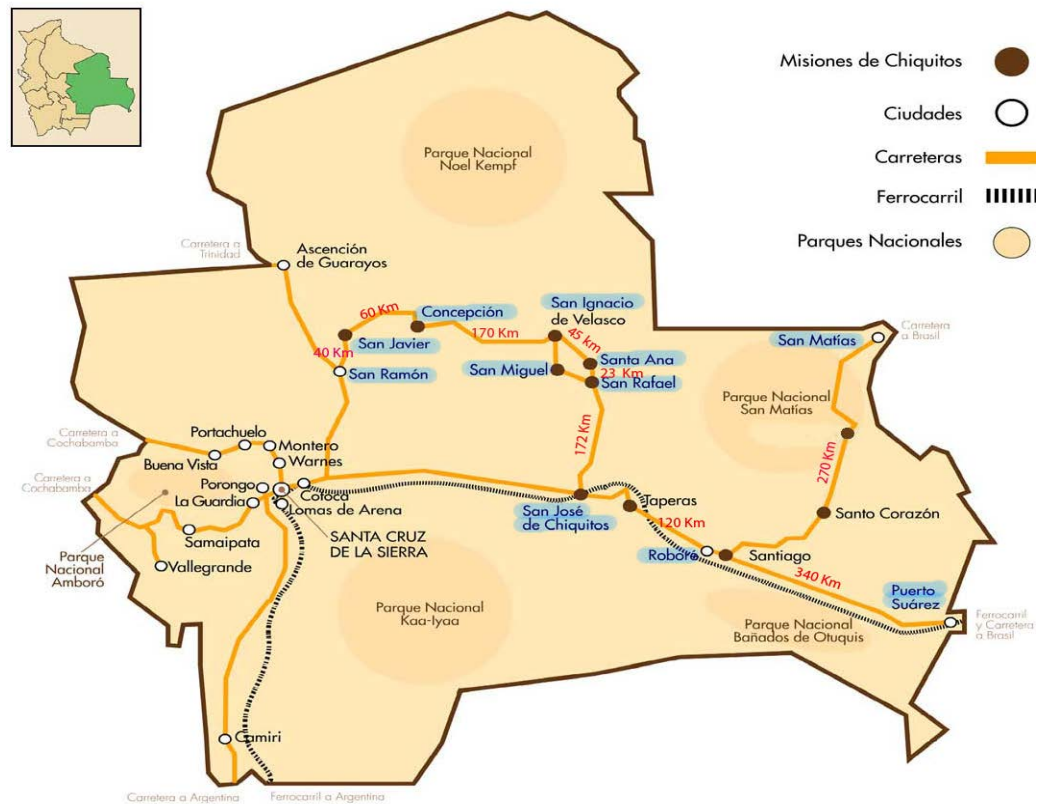 Misiones de Chiquitos
Ciudades
Carreteras
Ferrocarril
Parques Nacionales
Parque Nacional
Noel Kempf
Carretera a
Trinidad
Ascención
de Guarayos
60 Km
Concepción
San Ignacio
de Velasco
170 Km
45 Km
San Javier
40 Km
San Ramón
Santa Ana
23 Km
San Miguel
San Rafael
San Matías
Carretera
a Brasil
Parque Nacional
San Matías
172 Km
270 Km
Carretera a
Cochabamba
Portachuelo
Montero
Buena Vista
Warnes
Carretera a
Cochabamba
Porongo
Cotoca
La Guardia
Lomas de Arena
Samaipata
SANTA CRUZ
DE LA SIERRA
San José
de Chiquitos
Taperas
Santo Corazón
120 Km
Parque
Nacional
Amboró
Vallegrande
Roboré
Santiago
340 Km
Puerto
Suárez
Parque Nacional
Kaa-Iyaa
Parque Nacional
Bañados de Otuquis
Ferrocarril
y Carretera
a Brasil
Camiri
Carretera a Argentina
Ferrocarril a Argentina